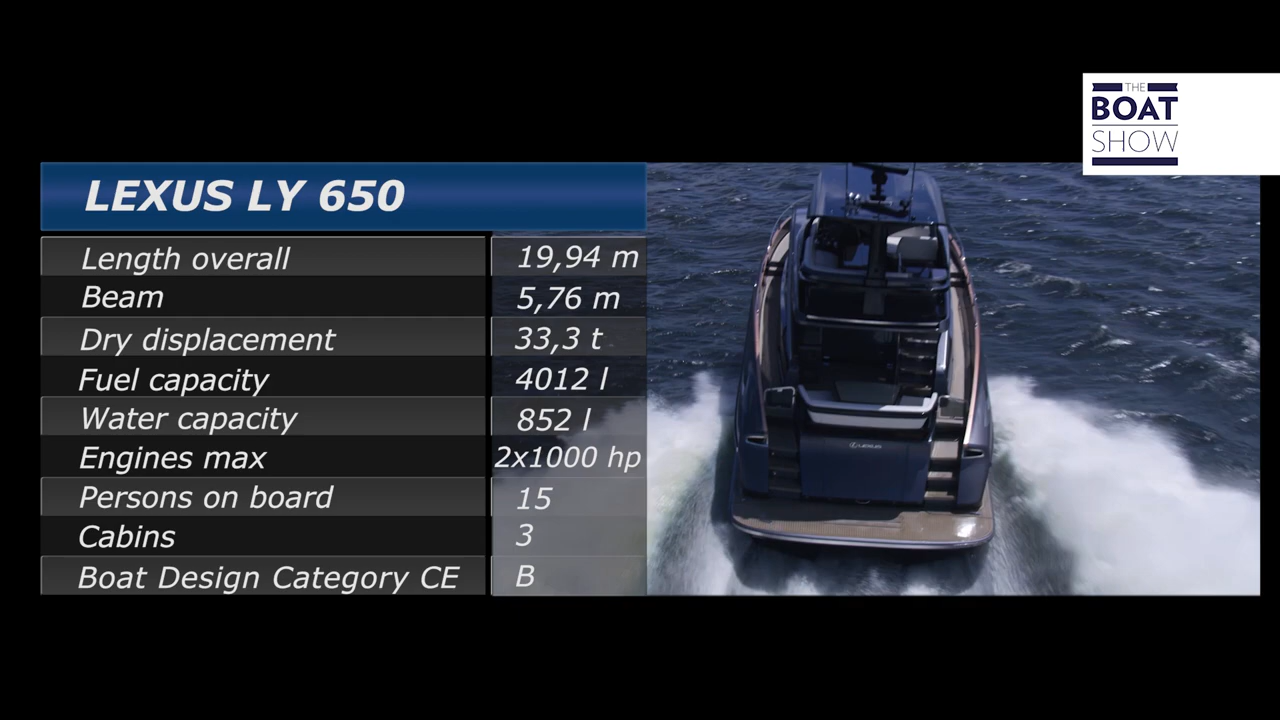 THE
BOAT
SHOW
LEXUS LY 650
Length overall 19,94 m
Beam 5,76 m
Dry displacement 33,3 t
Fuel capacity 4012 l
Water capacity 852 l
Engines max 2x1000 hp
Persons on board 15
Cabins 3
Boat Design Category CE B
LEXUS